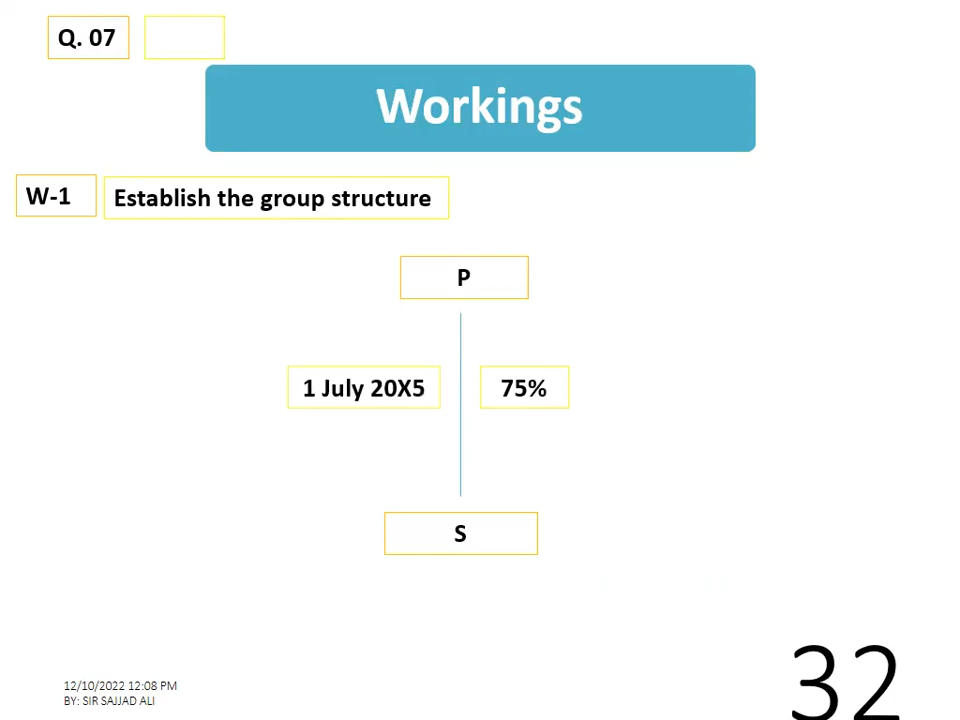 Q. 07
Workings
W-1
Establish the group structure
P
1 July 20X5
75%
S
12/10/2022 12:08 PM
BY: SIR SAJJAD ALI
32